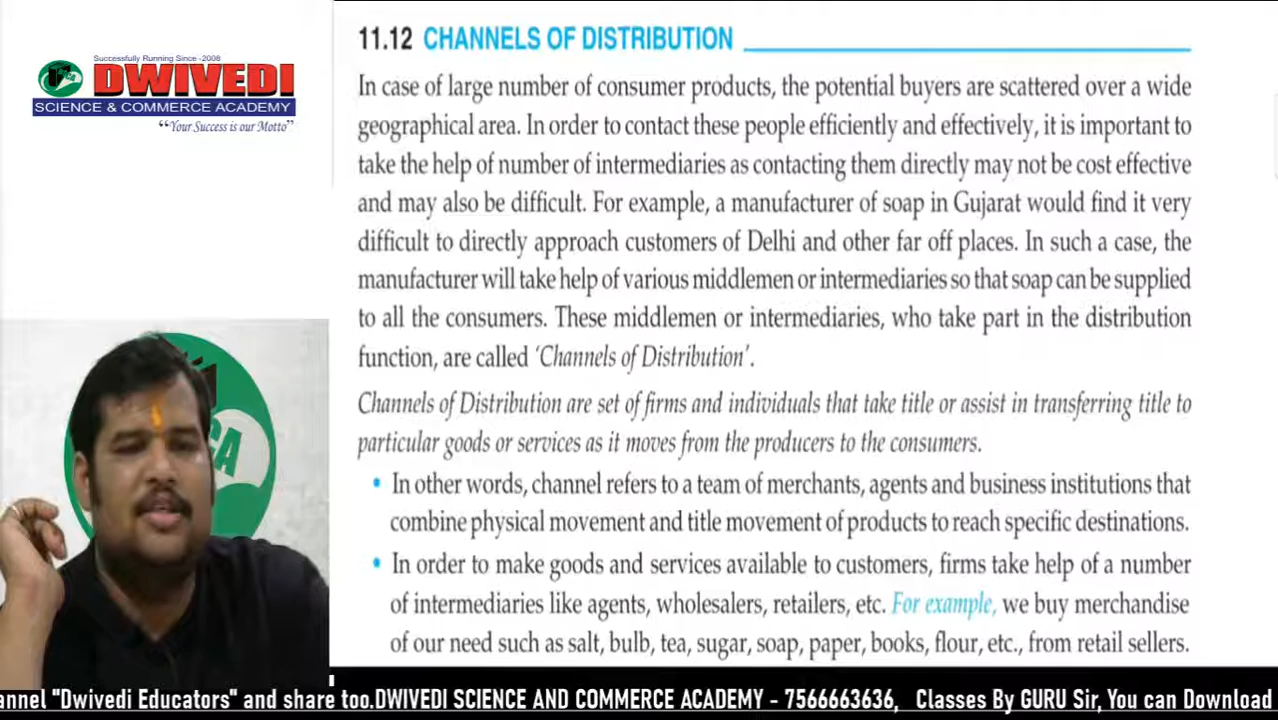 Successfully Running Since -2008
DWIVEDI
SCIENCE & COMMERCE ACADEMY
“Your Success is our Motto”
11.12 CHANNELS OF DISTRIBUTION
In case of large number of consumer products, the potential buyers are scattered over a wide
geographical area. In order to contact these people efficiently and effectively, it is important to
take the help of number of intermediaries as contacting them directly may not be cost effective
and may also be difficult. For example, a manufacturer of soap in Gujarat would find it very
difficult to directly approach customers of Delhi and other far off places. In such a case, the
manufacturer will take help of various middlemen or intermediaries so that soap can be supplied
to all the consumers. These middlemen or intermediaries, who take part in the distribution
function, are called ‘Channels of Distribution’.
Channels of Distribution are set of firms and individuals that take title or assist in transferring title to
particular goods or services as it moves from the producers to the consumers.
• In other words, channel refers to a team of merchants, agents and business institutions that
combine physical movement and title movement of products to reach specific destinations.
• In order to make goods and services available to customers, firms take help of a number
of intermediaries like agents, wholesalers, retailers, etc. For example, we buy merchandise
of our need such as salt, bulb, tea, sugar, soap, paper, books, flour, etc., from retail sellers.
annel "Dwivedi Educators" and share too.DWIVEDI SCIENCE AND COMMERCE ACADEMY - 7566663636, Classes By GURU Sir, You can Download